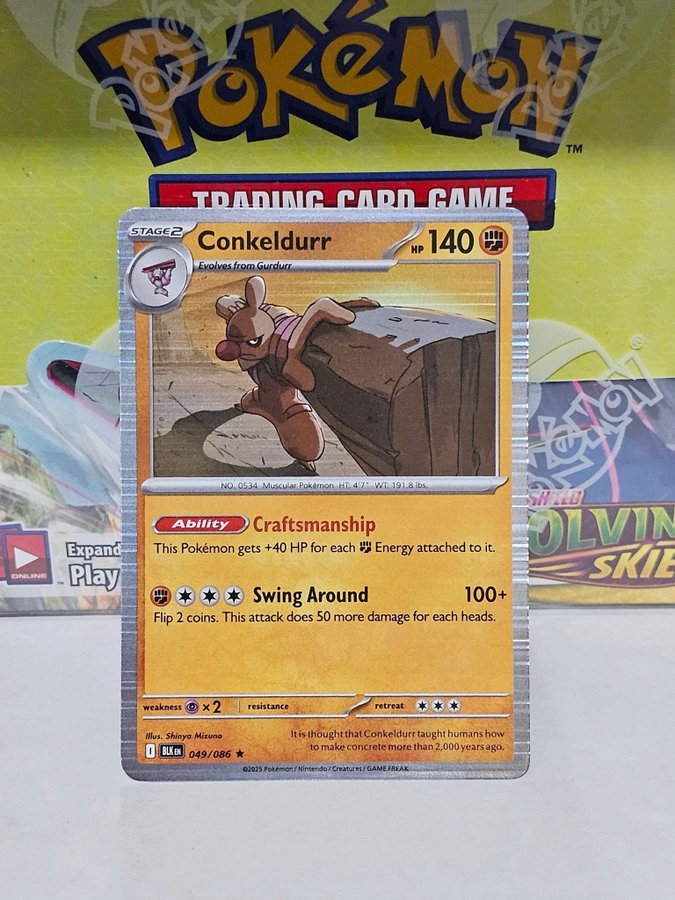 POKéMON
POKéMON
TM
TRADING CARD GAME
STAGE2 Conkeldurr HP 140
Evolves from Gurdurr
NO. 0534 Muscular Pokémon HT: 4'7" WT: 191.8 lbs.
Ability Craftsmanship
This Pokémon gets +40 HP for each Energy attached to it.
Swing Around 100+
Flip 2 coins. This attack does 50 more damage for each heads.
weakness ×2 resistance retreat
Illus. Shinya Mizuno
It is thought that Conkeldurr taught humans how
to make concrete more than 2,000 years ago.
I BLK EN 049/086 ★
©2025 Pokémon / Nintendo / Creatures / GAME FREAK
Expand
Play
ONLINE
POKéMON
®
OLVIN
SKIE